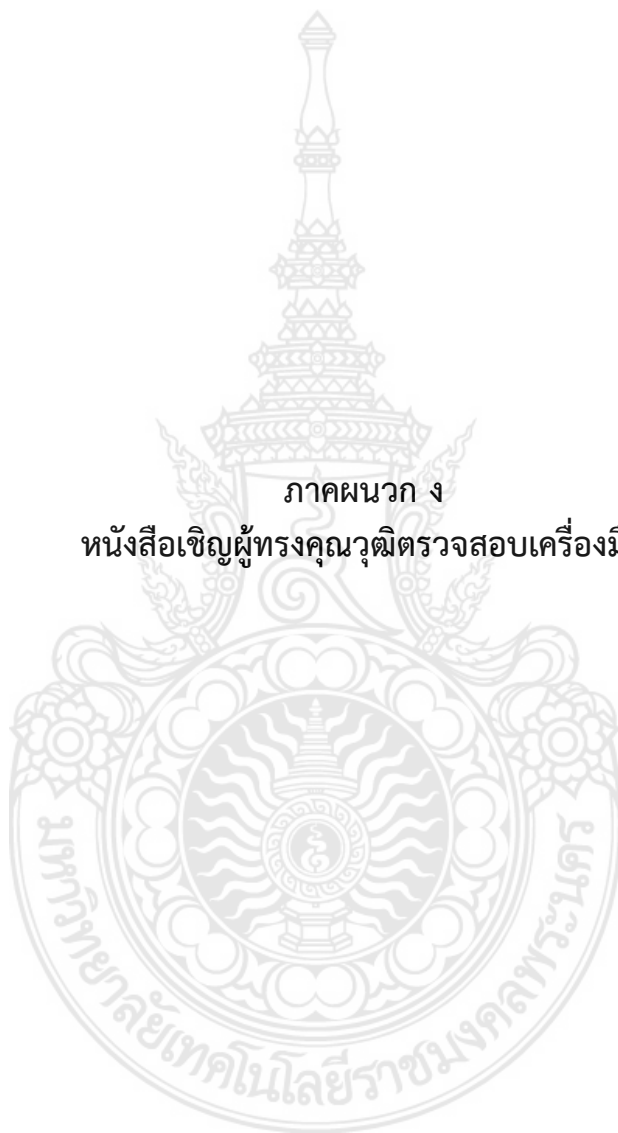 ภาคผนวก ง
หนังสือเชิญผู้ทรงคุณวุฒิตรวจสอบเครื่องมื
มหาวิทยาลัยเทคโนโลยีราชมงคลพระนคร